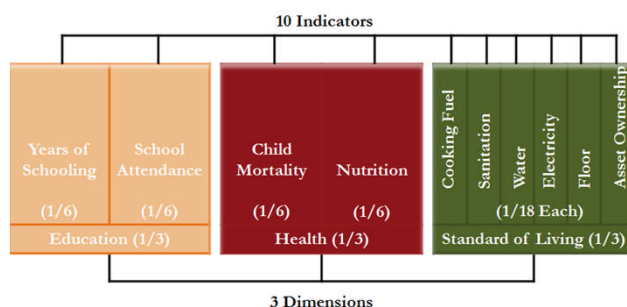 10 Indicators
Years of
Schooling
(1/6)
School
Attendance
(1/6)
Education (1/3)
Child
Mortality
(1/6)
Nutrition
(1/6)
Health (1/3)
Cooking Fuel
Sanitation
Water
Electricity
Floor
Asset Ownership
(1/18 Each)
Standard of Living (1/3)
3 Dimensions